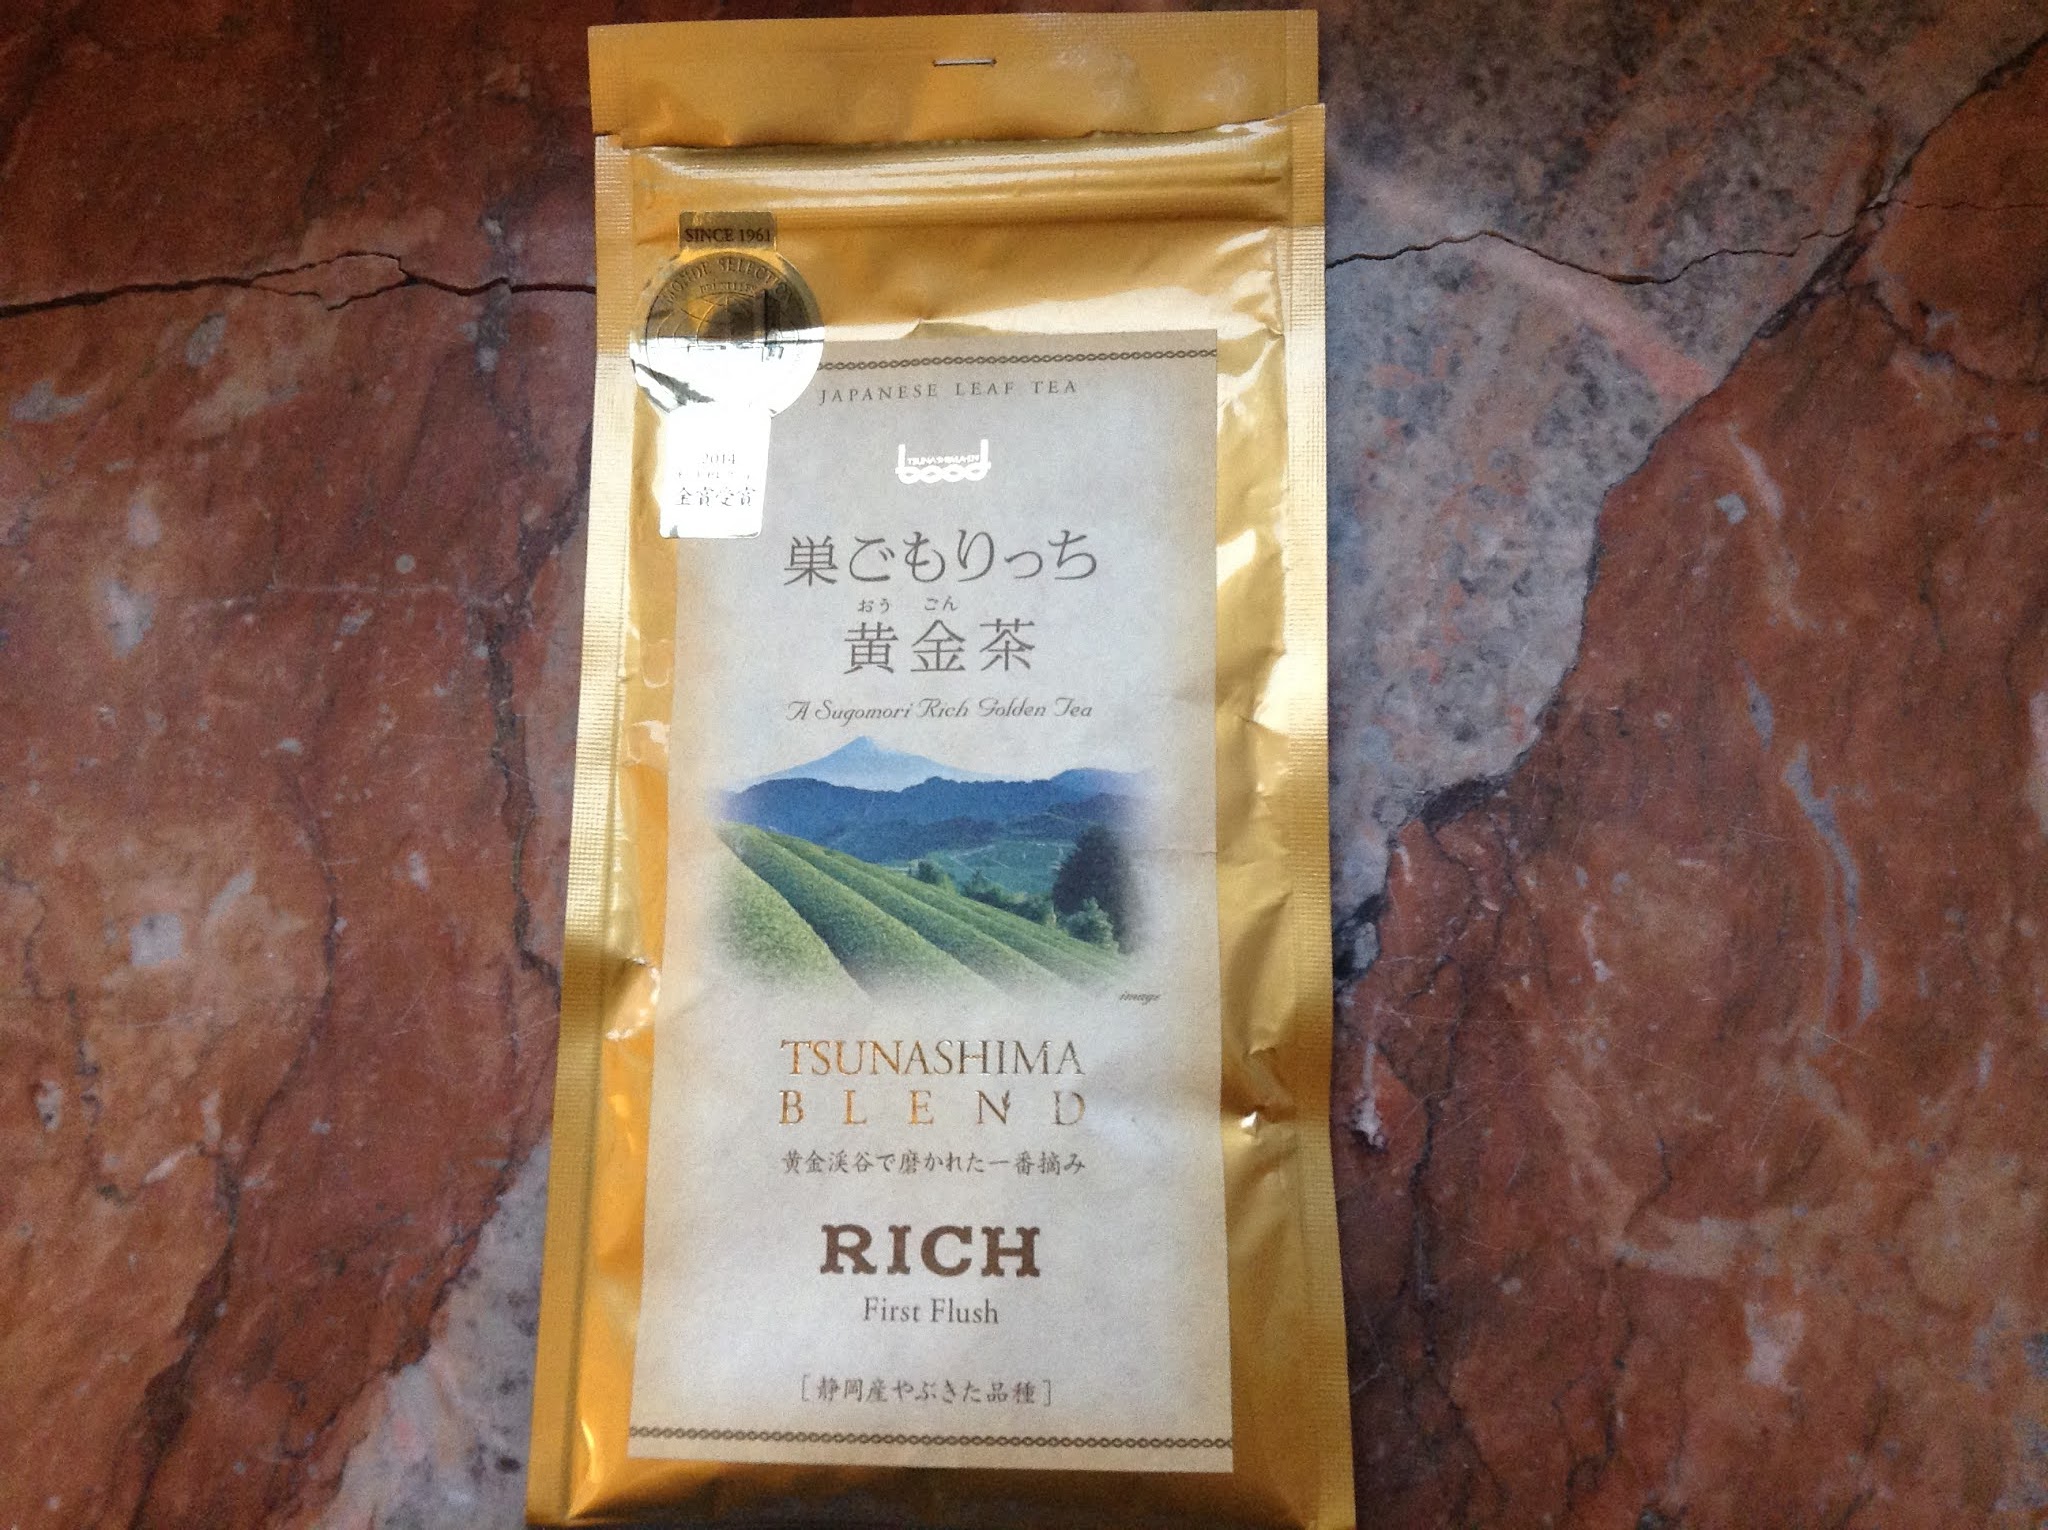 SINCE 1961
MONDE SELECTION
JAPANESE LEAF TEA
2014
金賞受賞
巣ごもりっち
おう ごん
黄金茶
A Sugomori Rich Golden Tea
image
TSUNASHIMA
BLEND
黄金渓谷で磨かれた一番摘み
RICH
First Flush
[静岡産やぶきた品種]